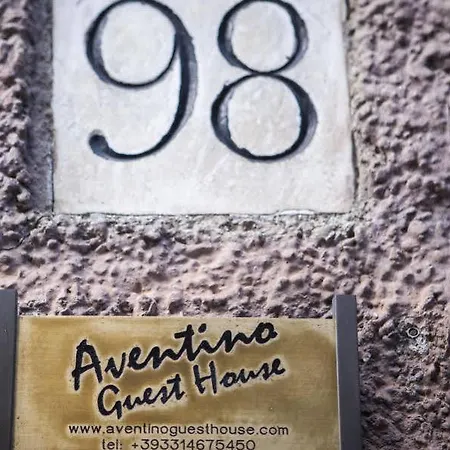 98
Aventino
Guest House
www.aventinoguesthouse.com
tel: +393314675450